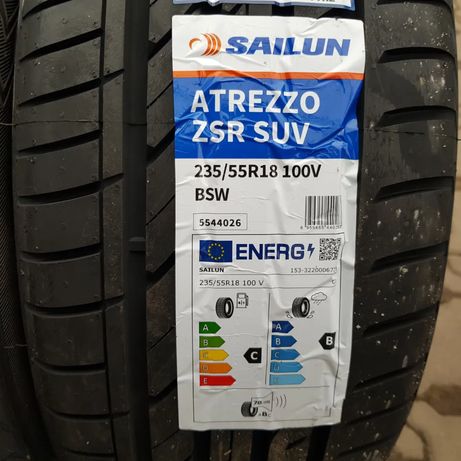 SAILUN
ATREZZO
ZSR SUV
235/55R18 100V
BSW
5544026
ENERG
SAILUN
235/55R18 100 V
A
B
C
D
E
C
A
B
C
D
E
B